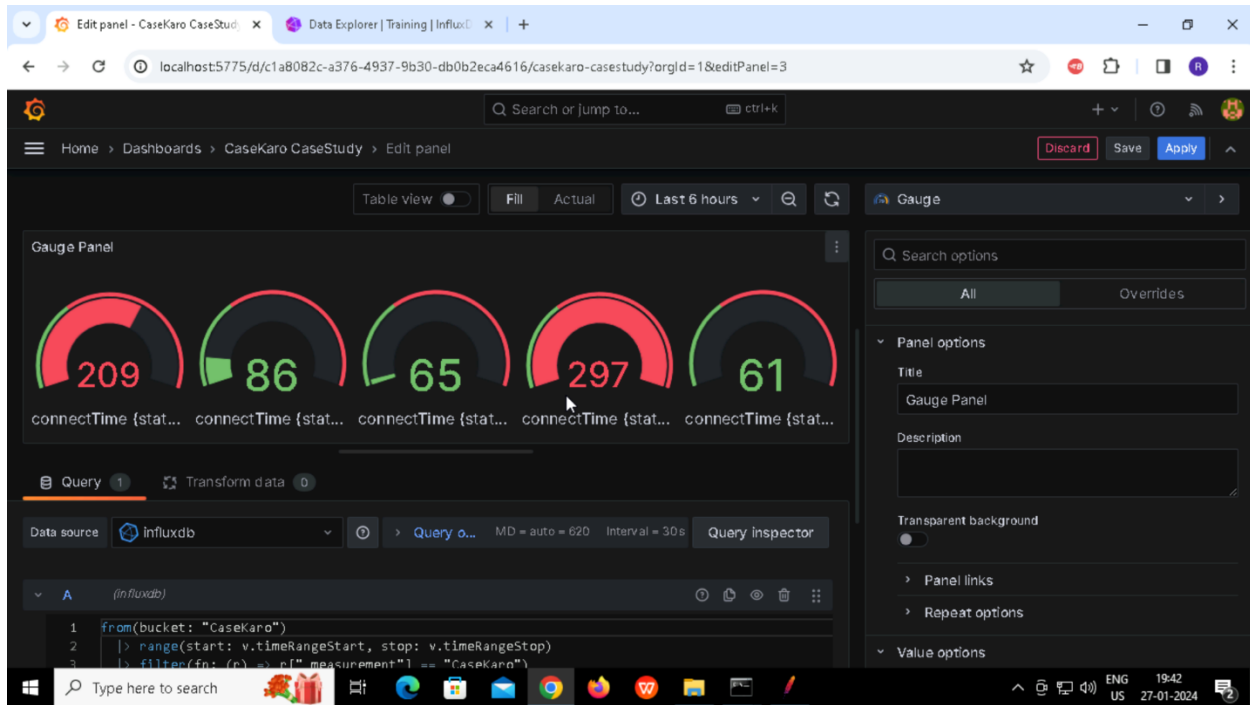 Edit panel - CaseKaro CaseStud
Data Explorer | Training | InfluxD
localhost:5775/d/c1a8082c-a376-4937-9b30-db0b2eca4616/casekaro-casestudy?orgId=1&editPanel=3
R
Search or jump to...
ctrl+k
Home > Dashboards > CaseKaro CaseStudy > Edit panel
Discard Save Apply
Table view Fill Actual Last 6 hours
Gauge
Gauge Panel
209 86 65 297 61
connectTime {stat... connectTime {stat... connectTime {stat... connectTime {stat... connectTime {stat...
Query 1 Transform data 0
Data source influxdb > Query o... MD = auto = 620 Interval = 30s Query inspector
A (influxdb)
1 from(bucket: "CaseKaro")
2 |> range(start: v.timeRangeStart, stop: v.timeRangeStop)
3 |> filter(fn: (r) => r["_measurement"] == "CaseKaro")
Search options
All Overrides
Panel options
Title
Gauge Panel
Description
Transparent background
> Panel links
> Repeat options
Value options
Type here to search
ENG
US
19:42
27-01-2024
2